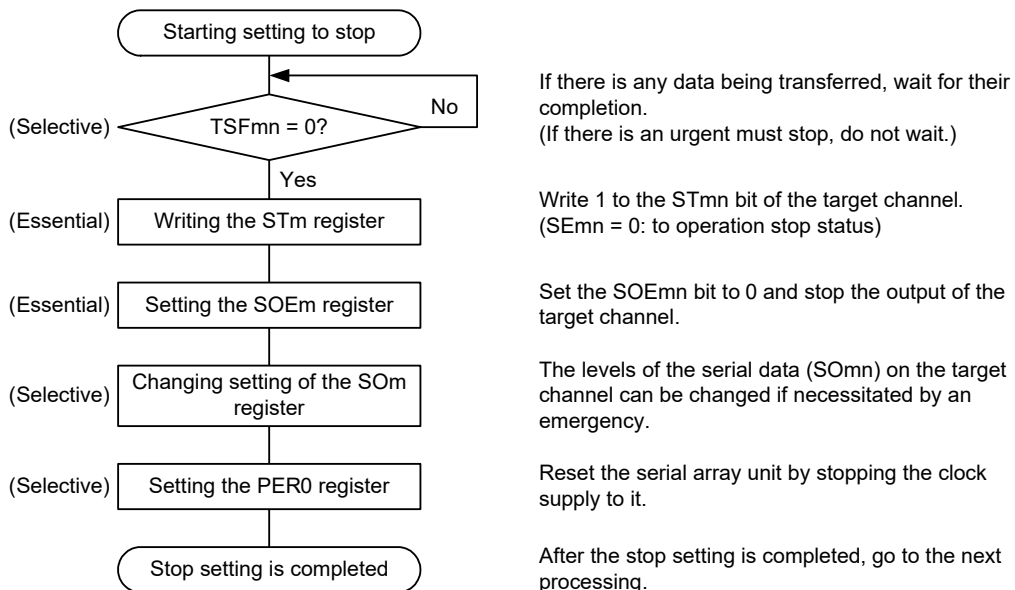 Starting setting to stop
If there is any data being transferred, wait for their
completion.
(If there is an urgent must stop, do not wait.)
(Selective)
TSFmn = 0?
No
Yes
(Essential)
Writing the STm register
Write 1 to the STmn bit of the target channel.
(SEmn = 0: to operation stop status)
(Essential)
Setting the SOEm register
Set the SOEmn bit to 0 and stop the output of the
target channel.
(Selective)
Changing setting of the SOm
register
The levels of the serial data (SOmn) on the target
channel can be changed if necessitated by an
emergency.
(Selective)
Setting the PER0 register
Reset the serial array unit by stopping the clock
supply to it.
Stop setting is completed
After the stop setting is completed, go to the next
processing.